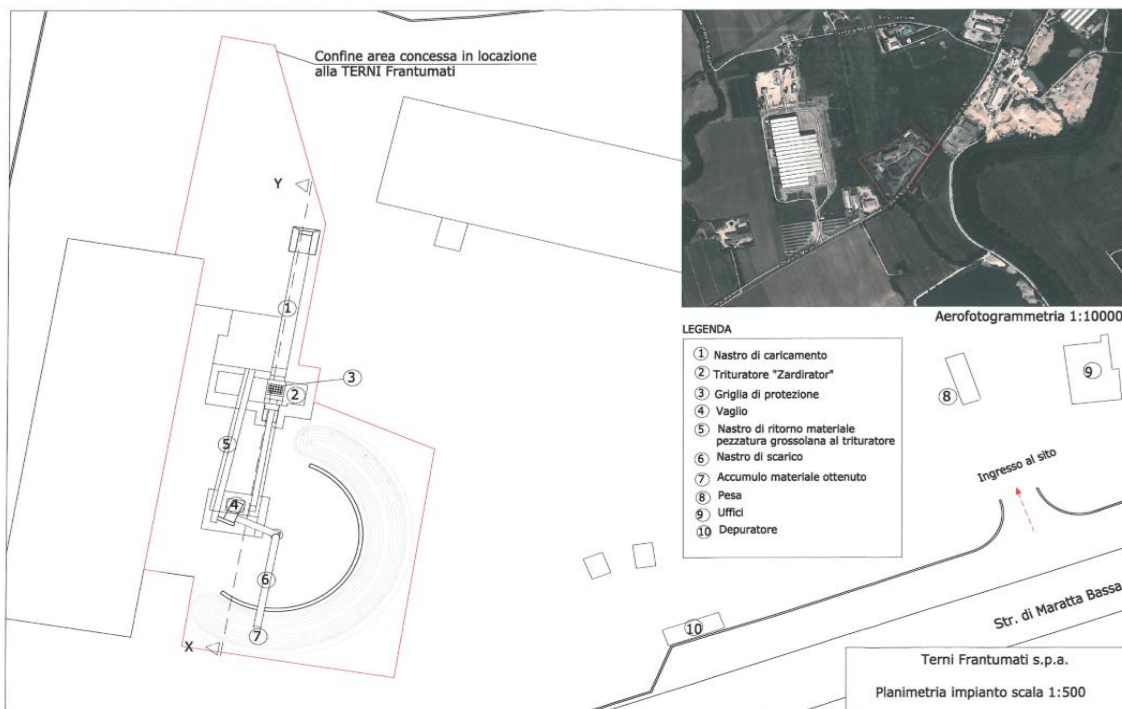 Confine area concessa in locazione
alla TERNI Frantumati
Y
1
3
2
5
4
6
7
X
Aerofotogrammetria 1:10000
LEGENDA
1 Nastro di caricamento
2 Trituratore "Zardirator"
3 Griglia di protezione
4 Vaglio
5 Nastro di ritorno materiale
pezzatura grossolana al trituratore
6 Nastro di scarico
7 Accumulo materiale ottenuto
8 Pesa
9 Uffici
10 Depuratore
8
9
Ingresso al sito
10
Str. di Maratta Bassa
Terni Frantumati s.p.a.
Planimetria impianto scala 1:500